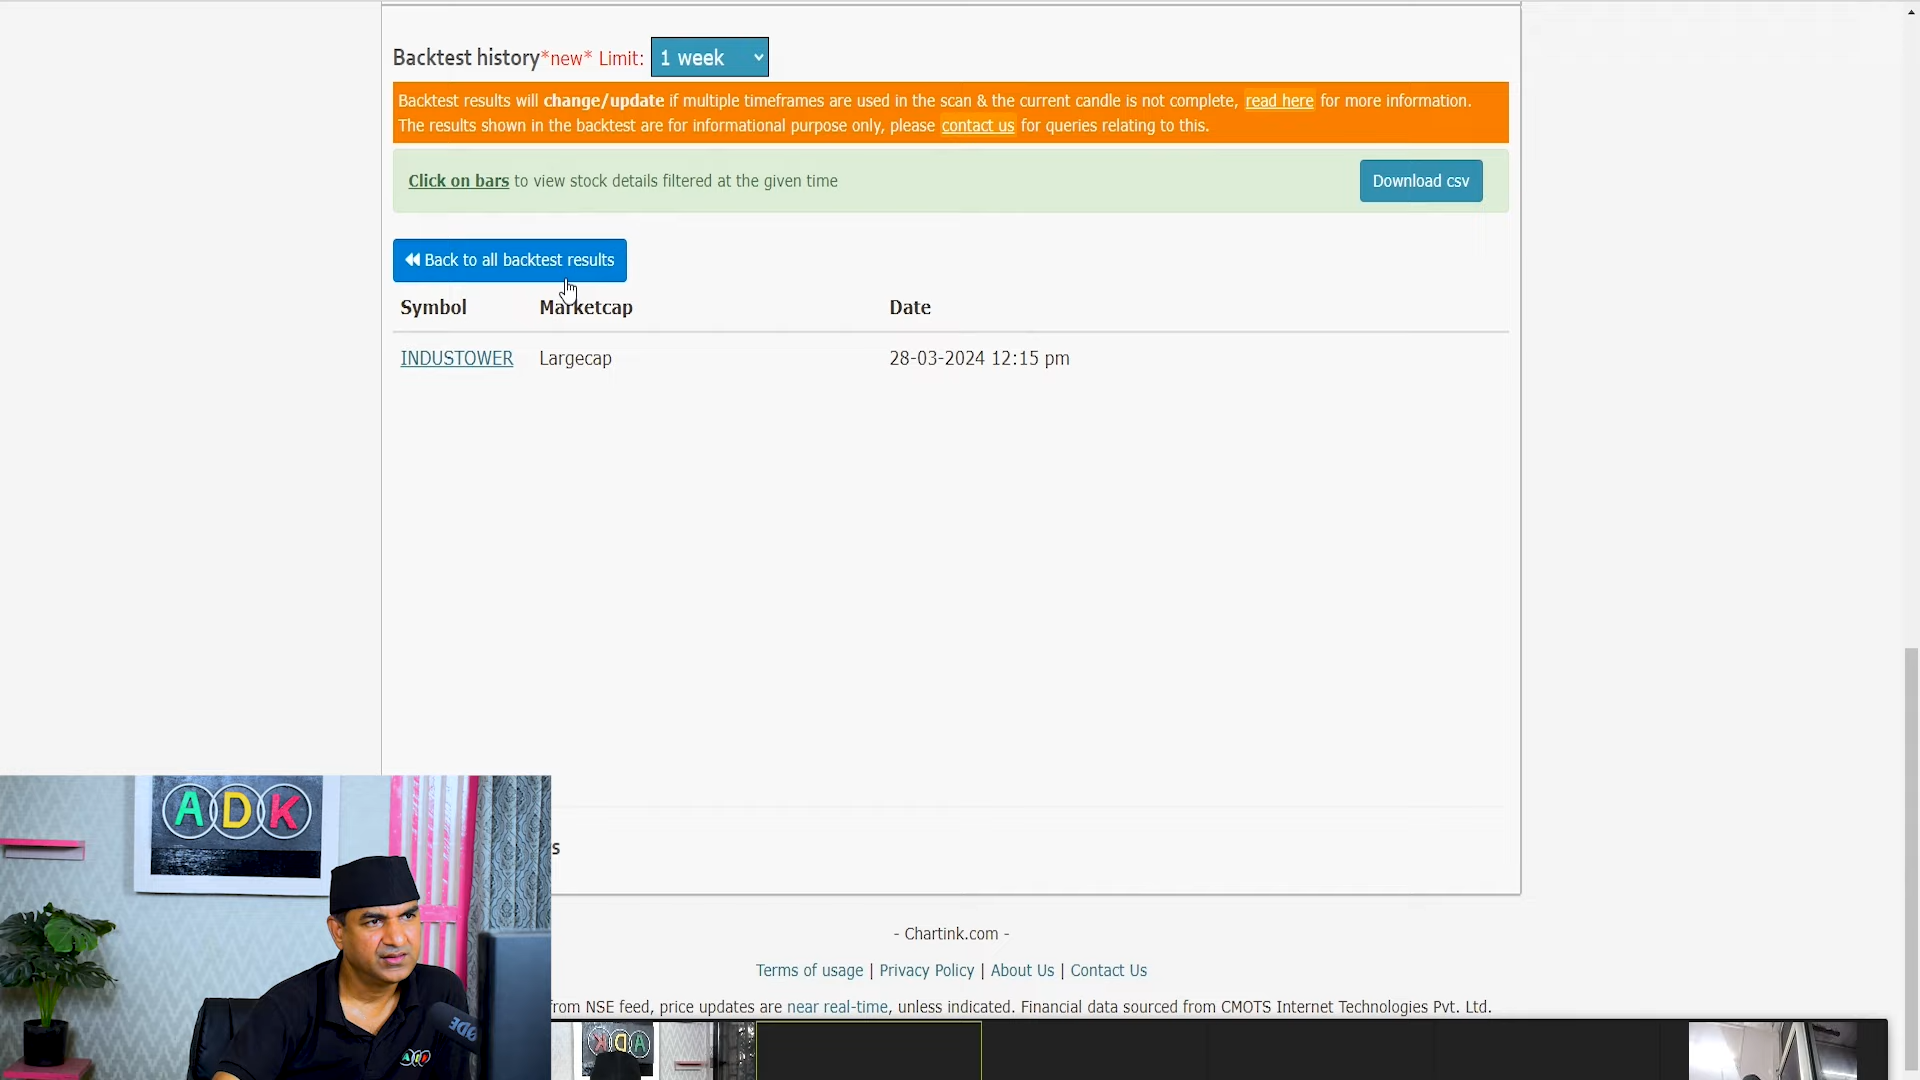 Backtest history*new* Limit: 1 week
Backtest results will change/update if multiple timeframes are used in the scan & the current candle is not complete, read here for more information.
The results shown in the backtest are for informational purpose only, please contact us for queries relating to this.
Click on bars to view stock details filtered at the given time
Download csv
Back to all backtest results
Symbol Marketcap Date
INDUSTOWER Largecap 28-03-2024 12:15 pm
ADK
s
- Chartink.com -
Terms of usage | Privacy Policy | About Us | Contact Us
from NSE feed, price updates are near real-time, unless indicated. Financial data sourced from CMOTS Internet Technologies Pvt. Ltd.
ADK